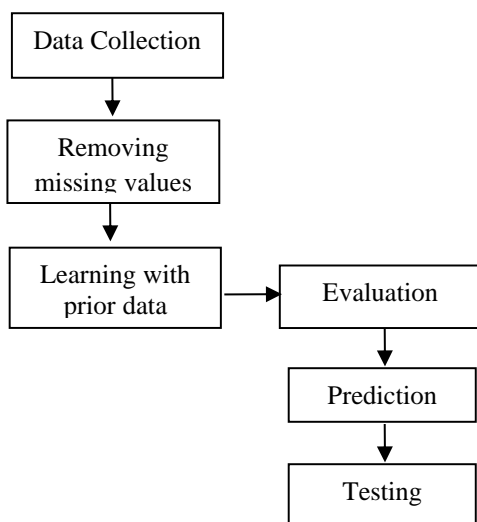 Data Collection
Removing
missing values
Learning with
prior data
Evaluation
Prediction
Testing